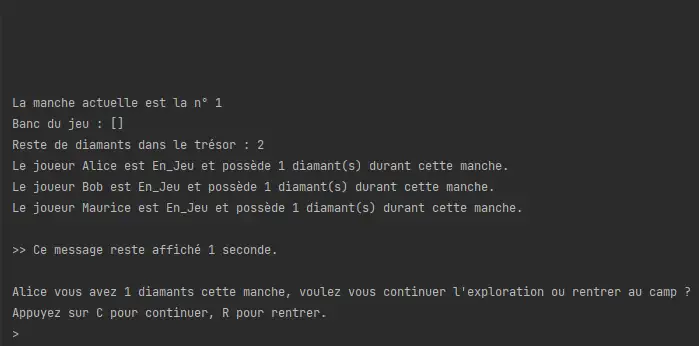 La manche actuelle est la n° 1
Banc du jeu : []
Reste de diamants dans le trésor : 2
Le joueur Alice est En_Jeu et possède 1 diamant(s) durant cette manche.
Le joueur Bob est En_Jeu et possède 1 diamant(s) durant cette manche.
Le joueur Maurice est En_Jeu et possède 1 diamant(s) durant cette manche.
>> Ce message reste affiché 1 seconde.
Alice vous avez 1 diamants cette manche, voulez vous continuer l'exploration ou rentrer au camp ?
Appuyez sur C pour continuer, R pour rentrer.
>